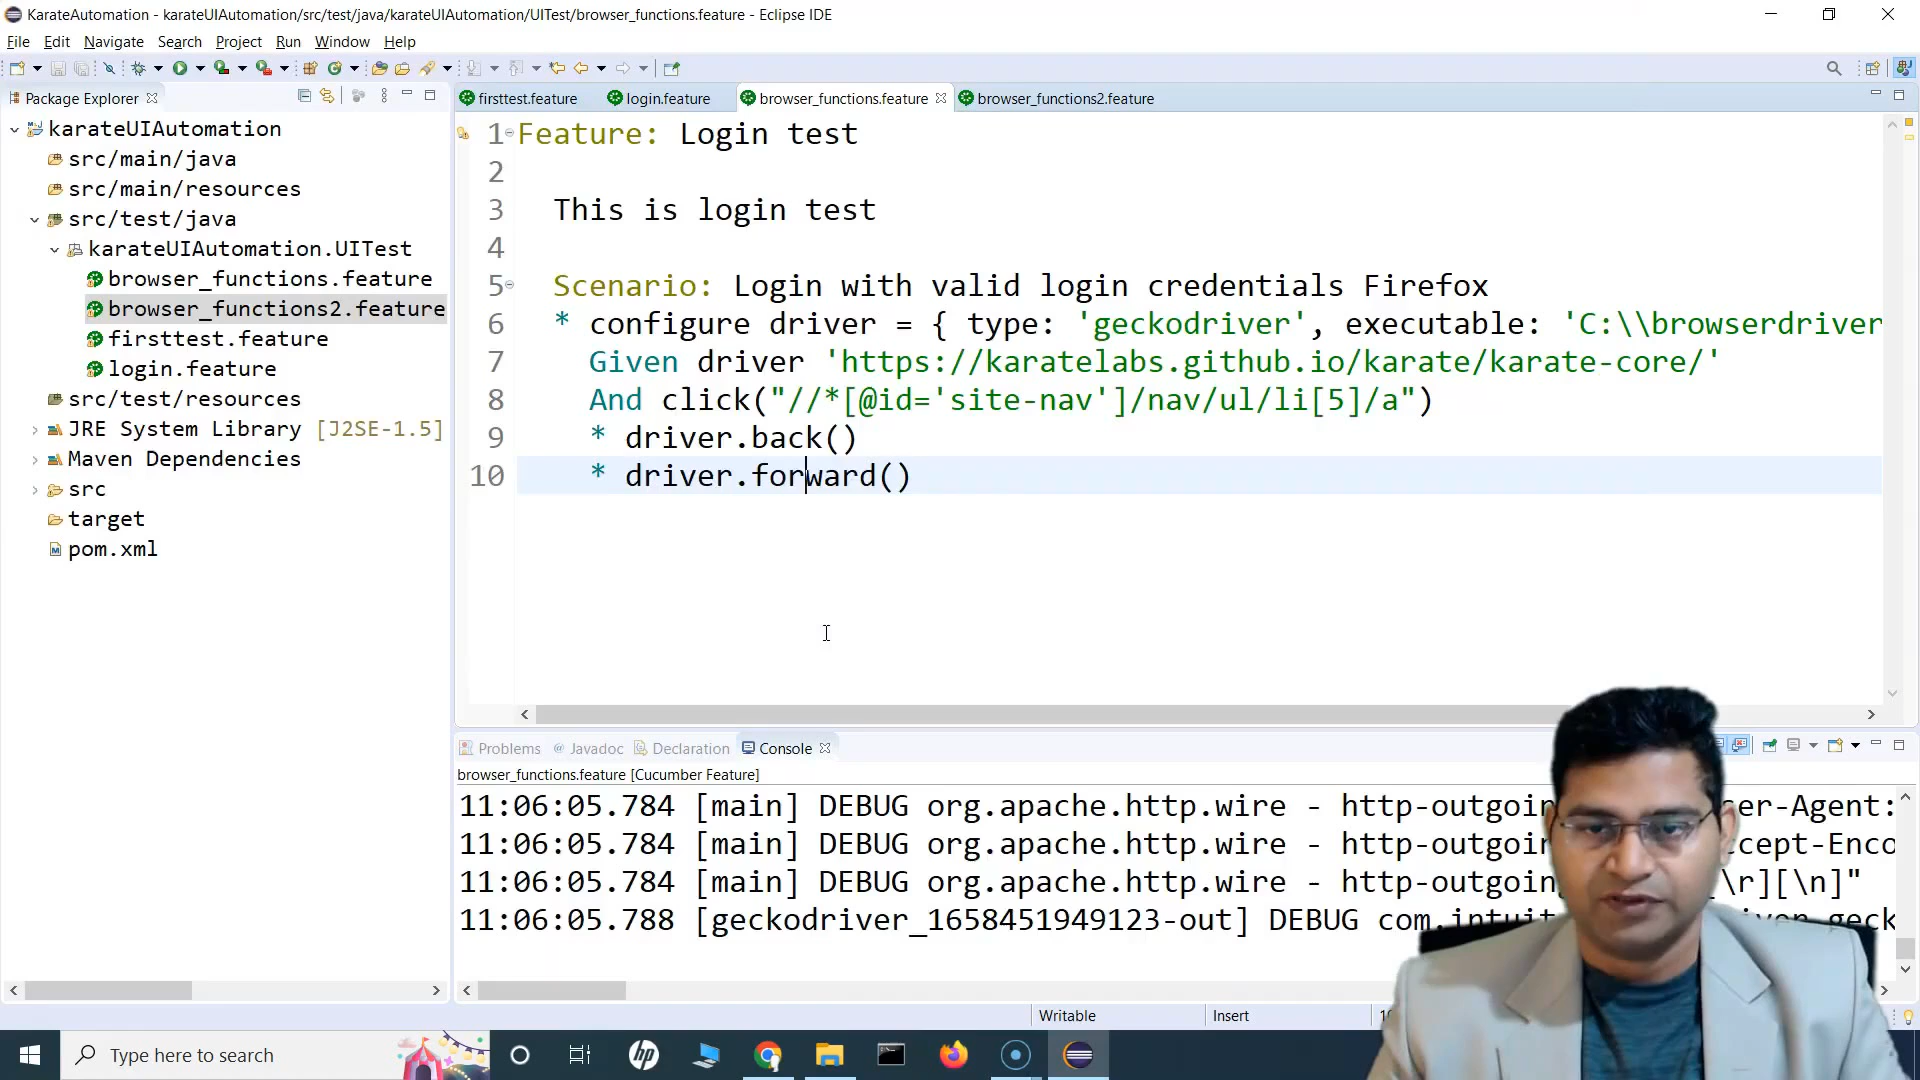 KarateAutomation - karateUIAutomation/src/test/java/karateUIAutomation/UITest/browser_functions.feature - Eclipse IDE
File Edit Navigate Search Project Run Window Help
Package Explorer
firsttest.feature login.feature browser_functions.feature browser_functions2.feature
karateUIAutomation
src/main/java
src/main/resources
src/test/java
karateUIAutomation.UITest
browser_functions.feature
browser_functions2.feature
firsttest.feature
login.feature
src/test/resources
JRE System Library [J2SE-1.5]
Maven Dependencies
src
target
pom.xml
1 Feature: Login test
2
3 This is login test
4
5 Scenario: Login with valid login credentials Firefox
6 * configure driver = { type: 'geckodriver', executable: 'C:\\browserdriver
7 Given driver 'https://karatelabs.github.io/karate/karate-core/'
8 And click("//*[@id='site-nav']/nav/ul/li[5]/a")
9 * driver.back()
10 * driver.forward()
Problems @ Javadoc Declaration Console
browser_functions.feature [Cucumber Feature]
11:06:05.784 [main] DEBUG org.apache.http.wire - http-outgoin ser-Agent:
11:06:05.784 [main] DEBUG org.apache.http.wire - http-outgoin ccept-Enco
11:06:05.784 [main] DEBUG org.apache.http.wire - http-outgoin \r][\n]"
11:06:05.788 [geckodriver_1658451949123-out] DEBUG com.intuit geck
Writable Insert
Type here to search
hp